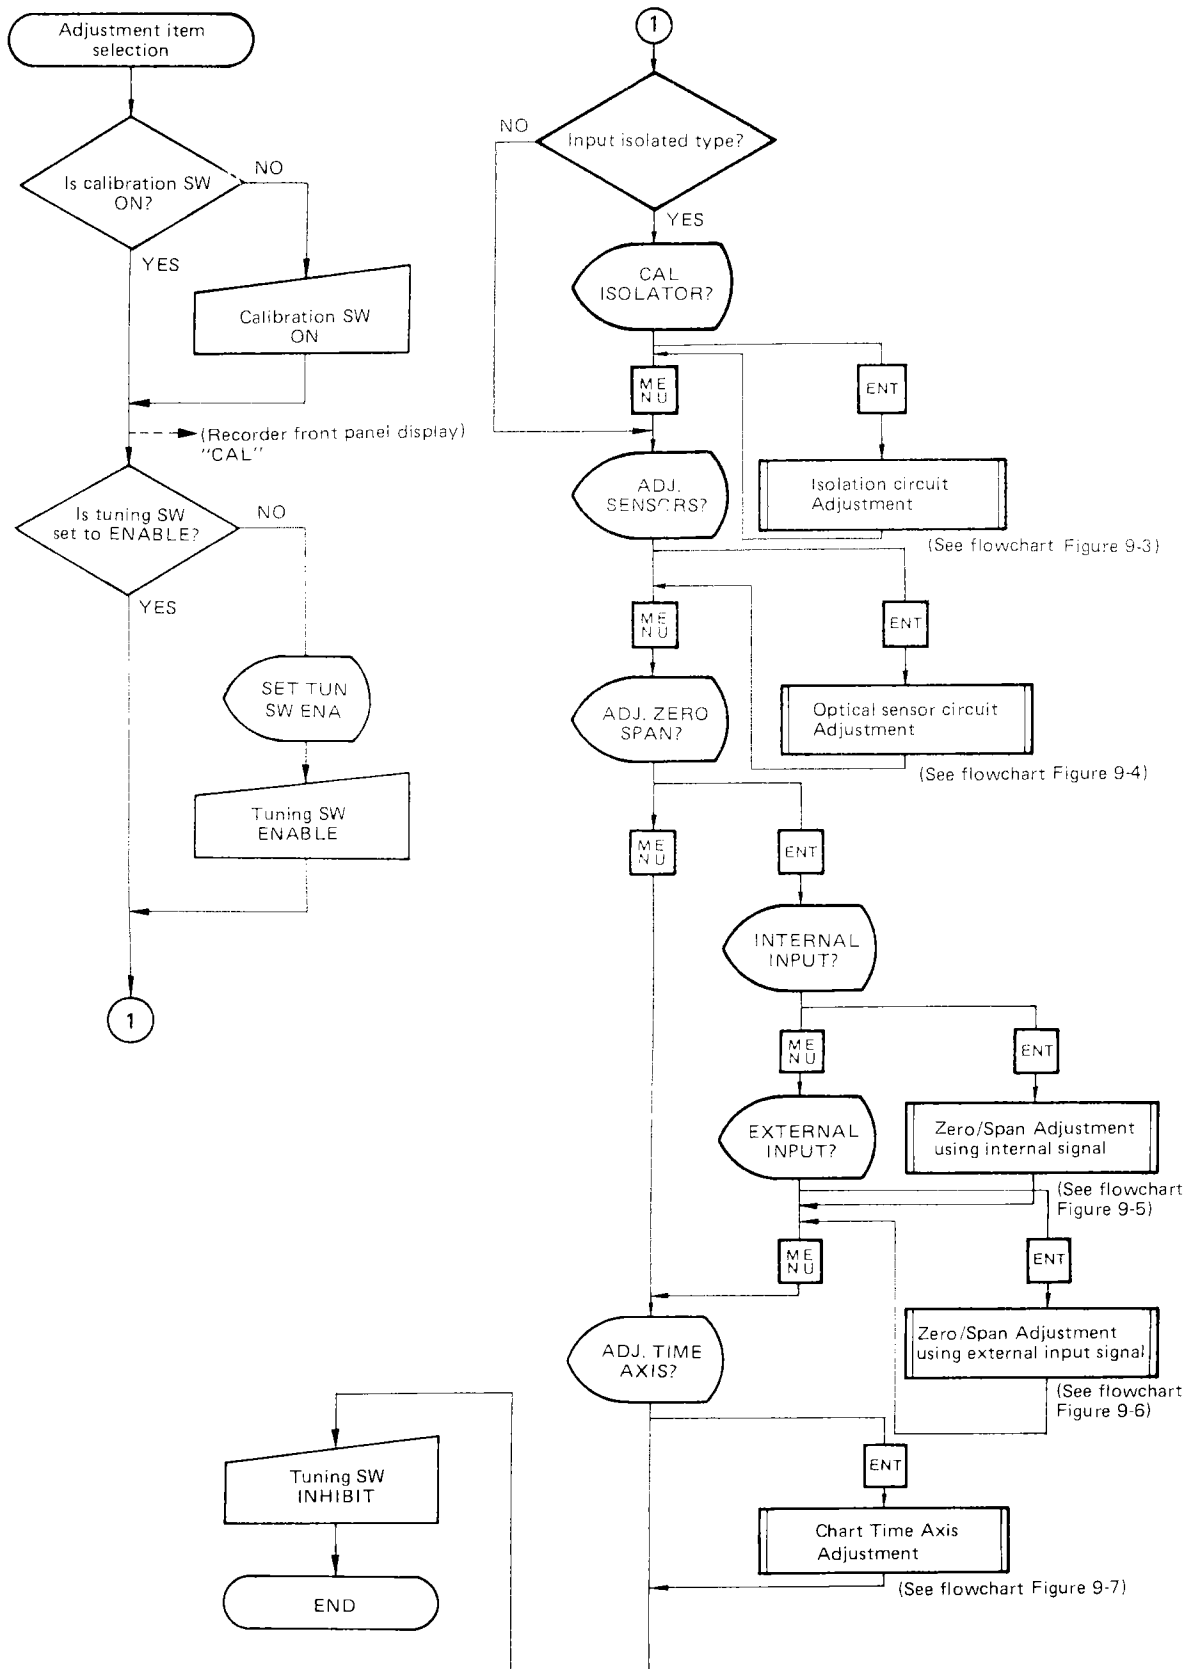 Adjustment item
selection
Is calibration SW
ON?
NO
YES
Calibration SW
ON
(Recorder front panel display)
"CAL"
Is tuning SW
set to ENABLE?
NO
YES
SET TUN
SW ENA
Tuning SW
ENABLE
1
1
Input isolated type?
NO
YES
CAL
ISOLATOR?
ME
NU
ENT
Isolation circuit
Adjustment
(See flowchart Figure 9-3)
ADJ.
SENSORS?
ME
NU
ENT
Optical sensor circuit
Adjustment
(See flowchart Figure 9-4)
ADJ. ZERO
SPAN?
ME
NU
ENT
INTERNAL
INPUT?
ME
NU
ENT
Zero/Span Adjustment
using internal signal
(See flowchart
Figure 9-5)
EXTERNAL
INPUT?
ME
NU
ENT
Zero/Span Adjustment
using external input signal
(See flowchart
Figure 9-6)
ADJ. TIME
AXIS?
ENT
Chart Time Axis
Adjustment
(See flowchart Figure 9-7)
Tuning SW
INHIBIT
END